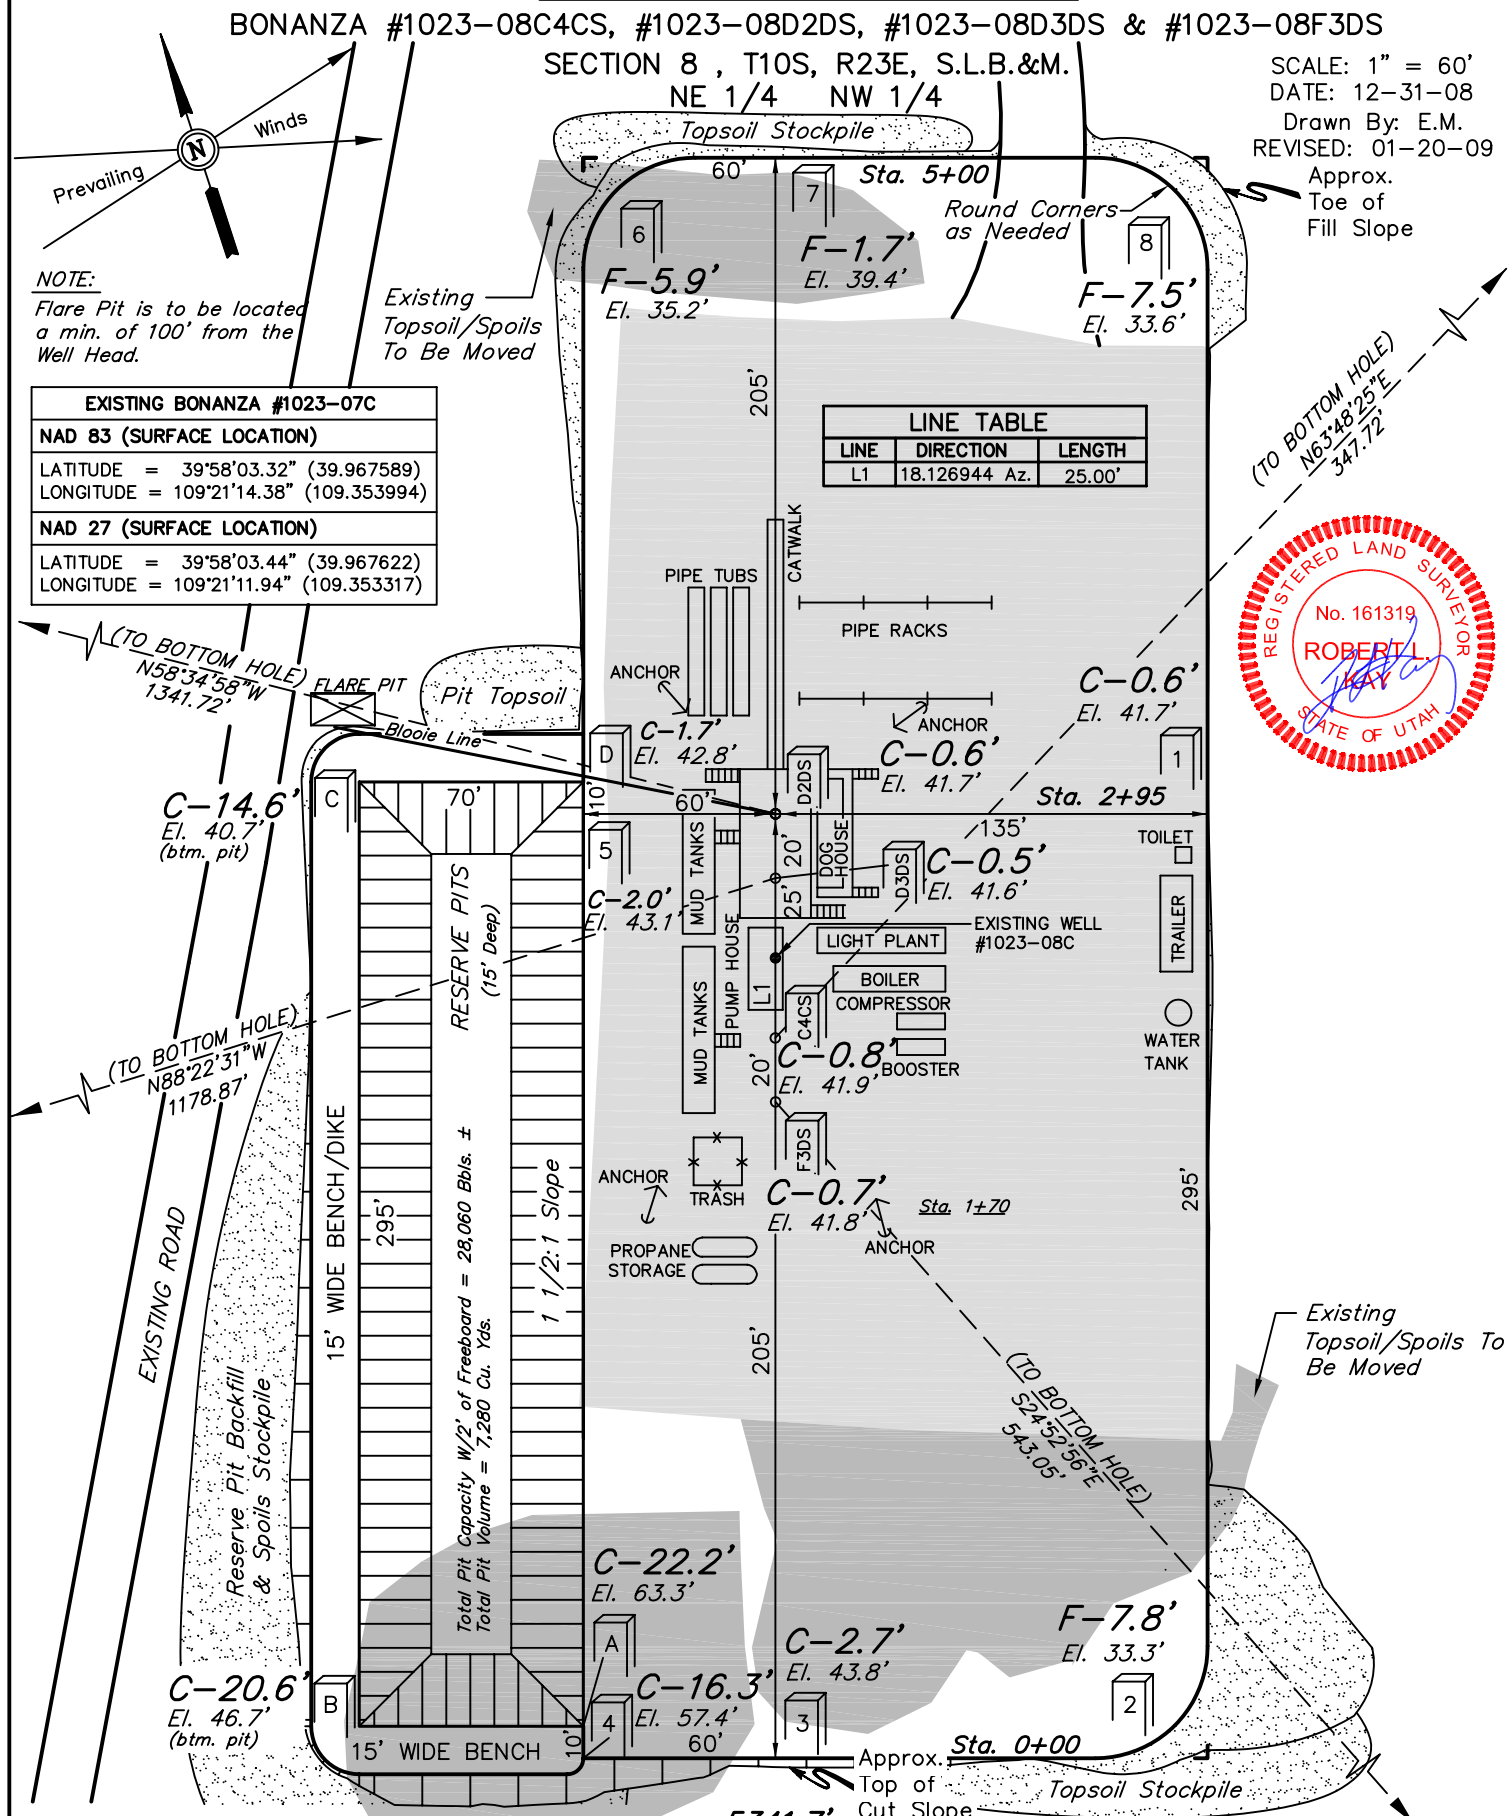 BONANZA #1023-08C4CS, #1023-08D2DS, #1023-08D3DS & #1023-08F3DS
SECTION 8 , T10S, R23E, S.L.B.&M.
NE 1/4 NW 1/4
SCALE: 1" = 60'
DATE: 12-31-08
Drawn By: E.M.
REVISED: 01-20-09
Approx.
Toe of
Fill Slope
Winds
N
Prevailing
Topsoil Stockpile
60'
Sta. 5+00
7
Round Corners
as Needed
6
8
F-1.7'
El. 39.4'
F-5.9'
El. 35.2'
F-7.5'
El. 33.6'
NOTE:
Flare Pit is to be located
a min. of 100' from the
Well Head.
Existing
Topsoil/Spoils
To Be Moved
EXISTING BONANZA #1023-07C
NAD 83 (SURFACE LOCATION)
LATITUDE = 39°58'03.32" (39.967589)
LONGITUDE = 109°21'14.38" (109.353994)
NAD 27 (SURFACE LOCATION)
LATITUDE = 39°58'03.44" (39.967622)
LONGITUDE = 109°21'11.94" (109.353317)
205'
LINE TABLE
LINE DIRECTION LENGTH
L1 18.126944 Az. 25.00'
(TO BOTTOM HOLE)
N63°48'25"E
347.72'
REGISTERED LAND SURVEYOR
No. 161319
ROBERT L.
KAY
STATE OF UTAH
CATWALK
PIPE TUBS
PIPE RACKS
(TO BOTTOM HOLE)
N58°34'58"W
1341.72'
FLARE PIT
Pit Topsoil
Blooie Line
ANCHOR
ANCHOR
C-1.7'
El. 42.8'
D
C-0.6'
El. 41.7'
C-0.6'
El. 41.7'
1
D2DS
C
C-14.6'
El. 40.7'
(btm. pit)
70'
10'
60'
Sta. 2+95
135'
5
MUD TANKS
20'
DOG HOUSE
25'
D3DS
C-0.5'
El. 41.6'
C-2.0'
El. 43.1'
TOILET
TRAILER
EXISTING WELL
#1023-08C
RESERVE PITS
(15' Deep)
PUMP HOUSE
LIGHT PLANT
BOILER
COMPRESSOR
BOOSTER
L1
C4CS
MUD TANKS
C-0.8'
El. 41.9'
20'
WATER
TANK
(TO BOTTOM HOLE)
N88°22'31"W
1178.87'
F3DS
TRASH
ANCHOR
C-0.7'
El. 41.8'
Sta. 1+70
ANCHOR
295'
PROPANE
STORAGE
15' WIDE BENCH/DIKE
295'
Total Pit Capacity W/2' of Freeboard = 28,060 Bbls. ±
Total Pit Volume = 7,280 Cu. Yds.
1 1/2:1 Slope
EXISTING ROAD
Reserve Pit Backfill
& Spoils Stockpile
205'
Existing
Topsoil/Spoils To
Be Moved
(TO BOTTOM HOLE)
S24°52'56"E
543.05'
C-22.2'
El. 63.3'
A
F-7.8'
El. 33.3'
2
C-2.7'
El. 43.8'
3
C-20.6'
El. 46.7'
(btm. pit)
B
C-16.3'
El. 57.4'
4
60'
10'
15' WIDE BENCH
Sta. 0+00
Approx.
Top of
Cut Slope
Topsoil Stockpile